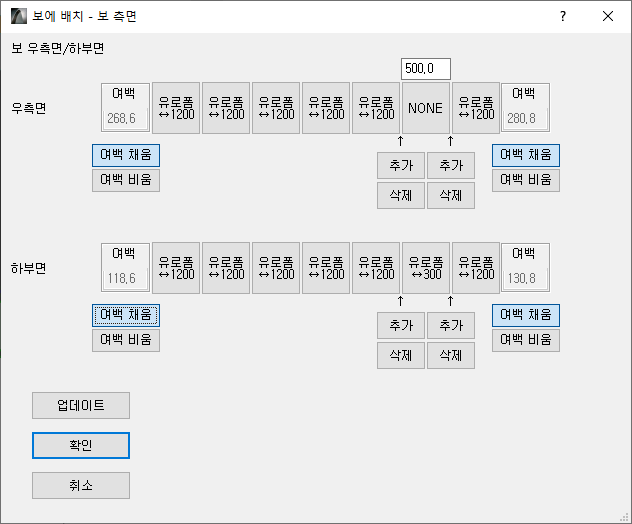 보에 배치 - 보 측면
?
보 우측면/하부면
500,0
우측면
여백
268,6
유로폼
↔1200
유로폼
↔1200
유로폼
↔1200
유로폼
↔1200
유로폼
↔1200
NONE
유로폼
↔1200
여백
280,8
여백 채움
여백 비움
↑
↑
추가
추가
삭제
삭제
여백 채움
여백 비움
하부면
여백
118,6
유로폼
↔1200
유로폼
↔1200
유로폼
↔1200
유로폼
↔1200
유로폼
↔1200
유로폼
↔300
유로폼
↔1200
여백
130,8
여백 채움
여백 비움
↑
↑
추가
추가
삭제
삭제
여백 채움
여백 비움
업데이트
확인
취소